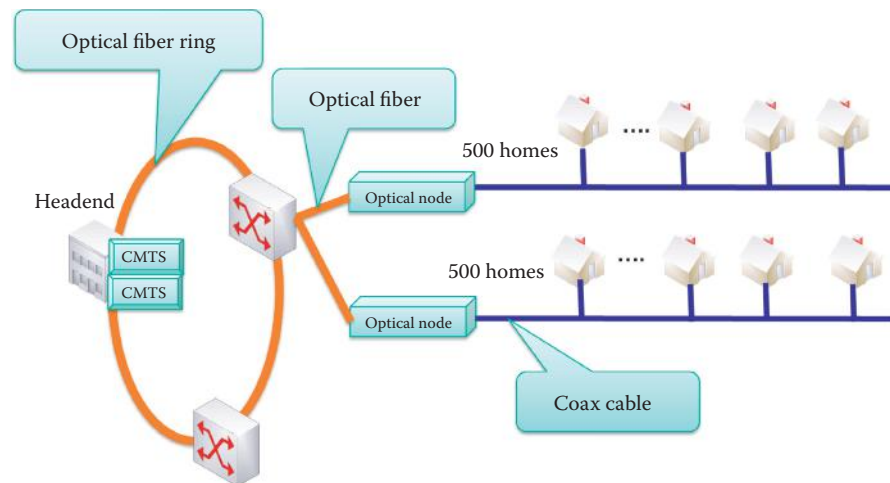 Optical fiber ring
Optical fiber
500 homes
....
Optical node
Headend
CMTS
CMTS
500 homes
....
Optical node
Coax cable